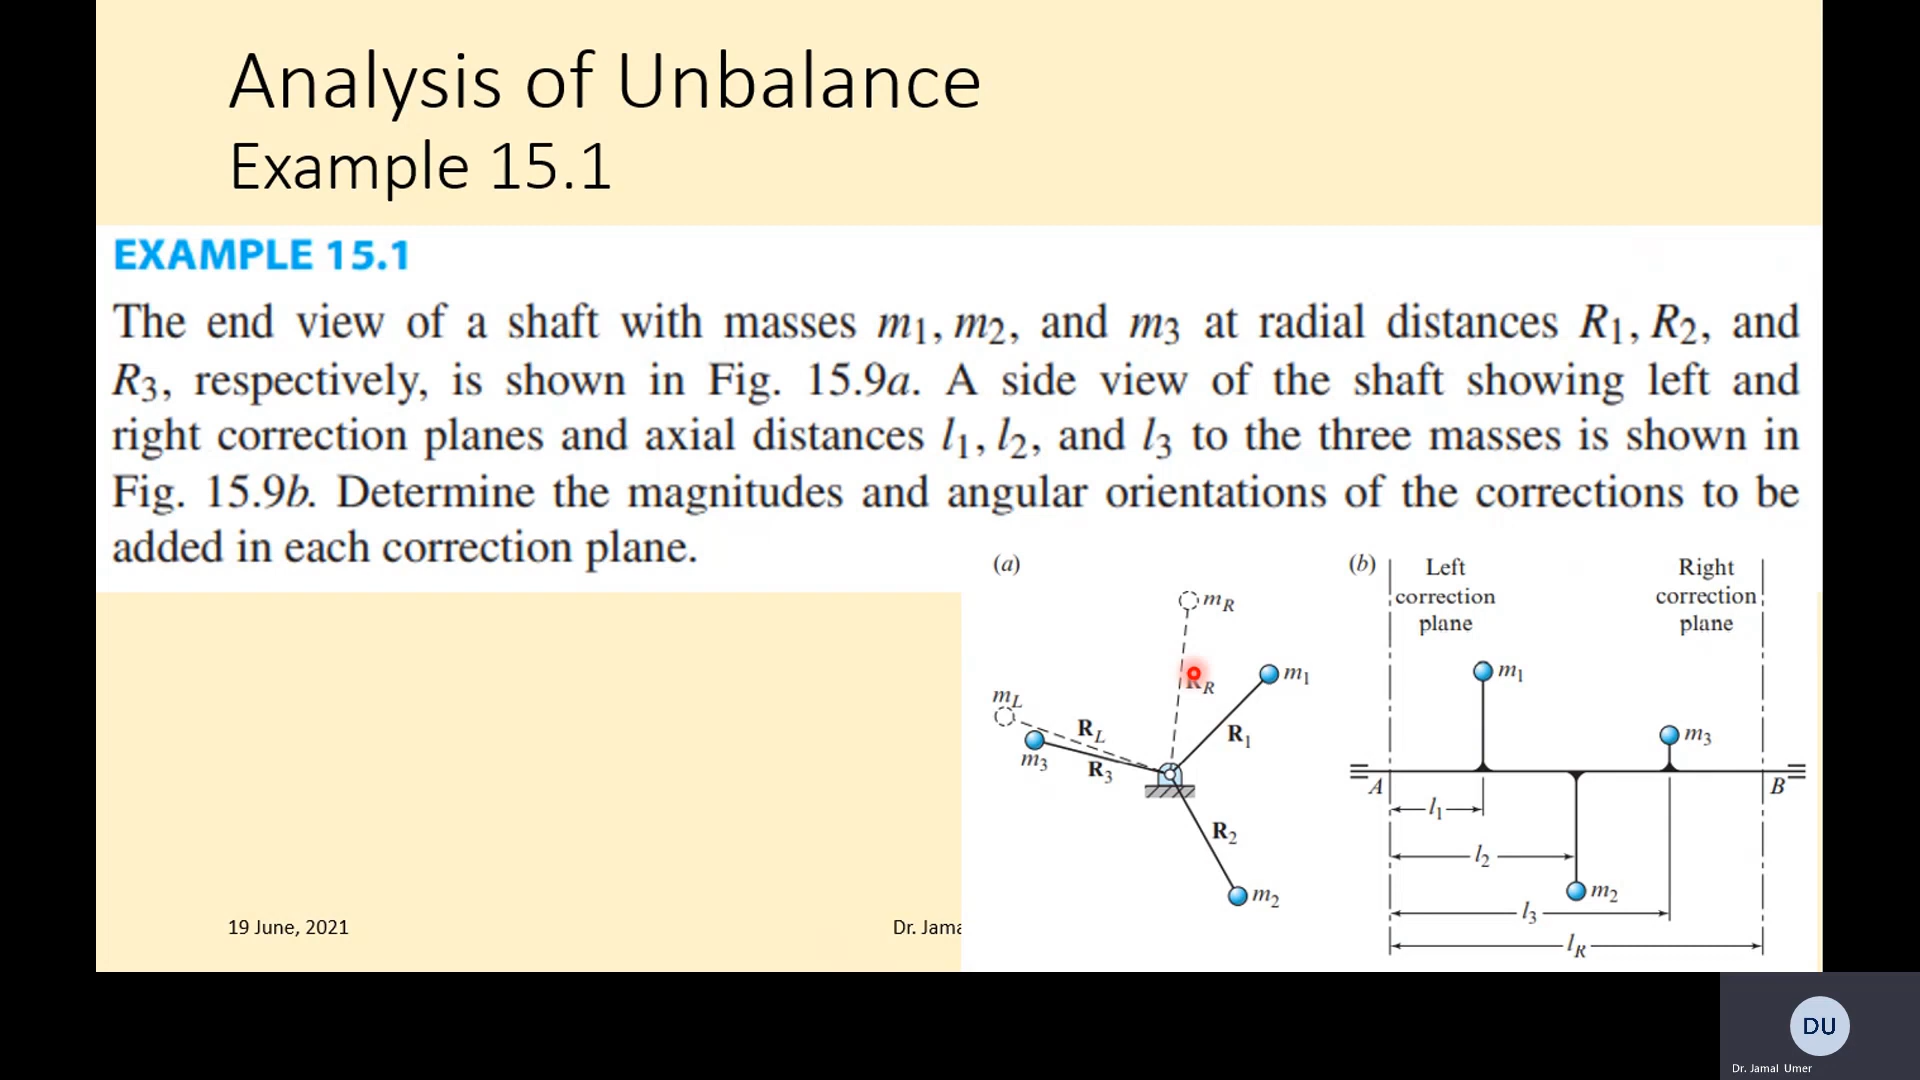 Analysis of Unbalance
Example 15.1
EXAMPLE 15.1
The end view of a shaft with masses m1, m2, and m3 at radial distances R1, R2, and
R3, respectively, is shown in Fig. 15.9a. A side view of the shaft showing left and
right correction planes and axial distances l1, l2, and l3 to the three masses is shown in
Fig. 15.9b. Determine the magnitudes and angular orientations of the corrections to be
added in each correction plane.
(a)
mR
RR
m1
mL
RL
R1
m3
R3
R2
m2
(b)
Left
correction
plane
Right
correction
plane
m1
m3
A
B
l1
l2
m2
l3
lR
19 June, 2021
Dr. Jama
DU
Dr. Jamal Umer